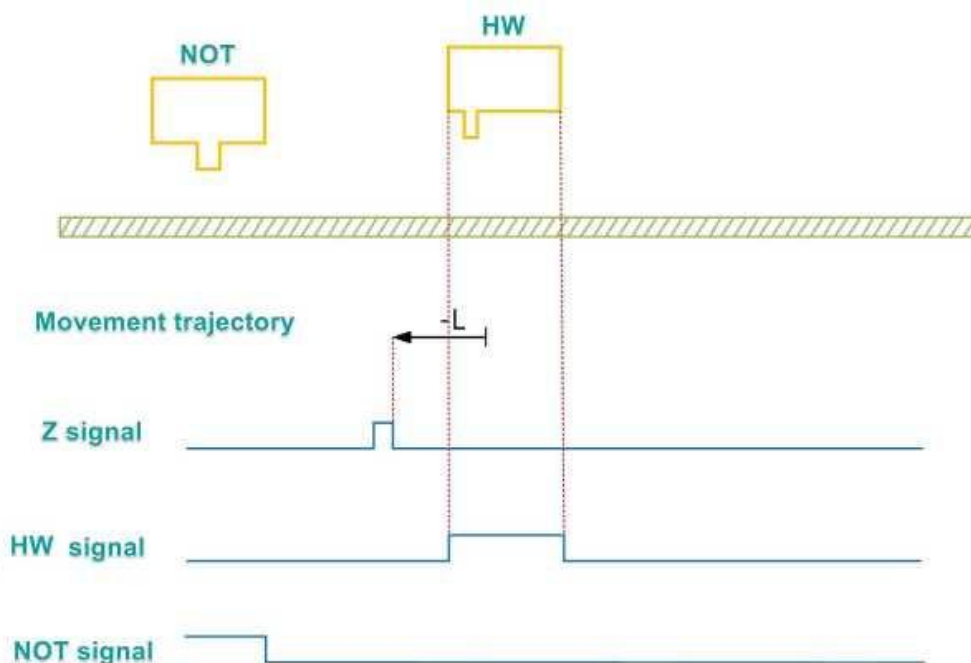 HW
NOT
Movement trajectory
-L
Z signal
HW signal
NOT signal